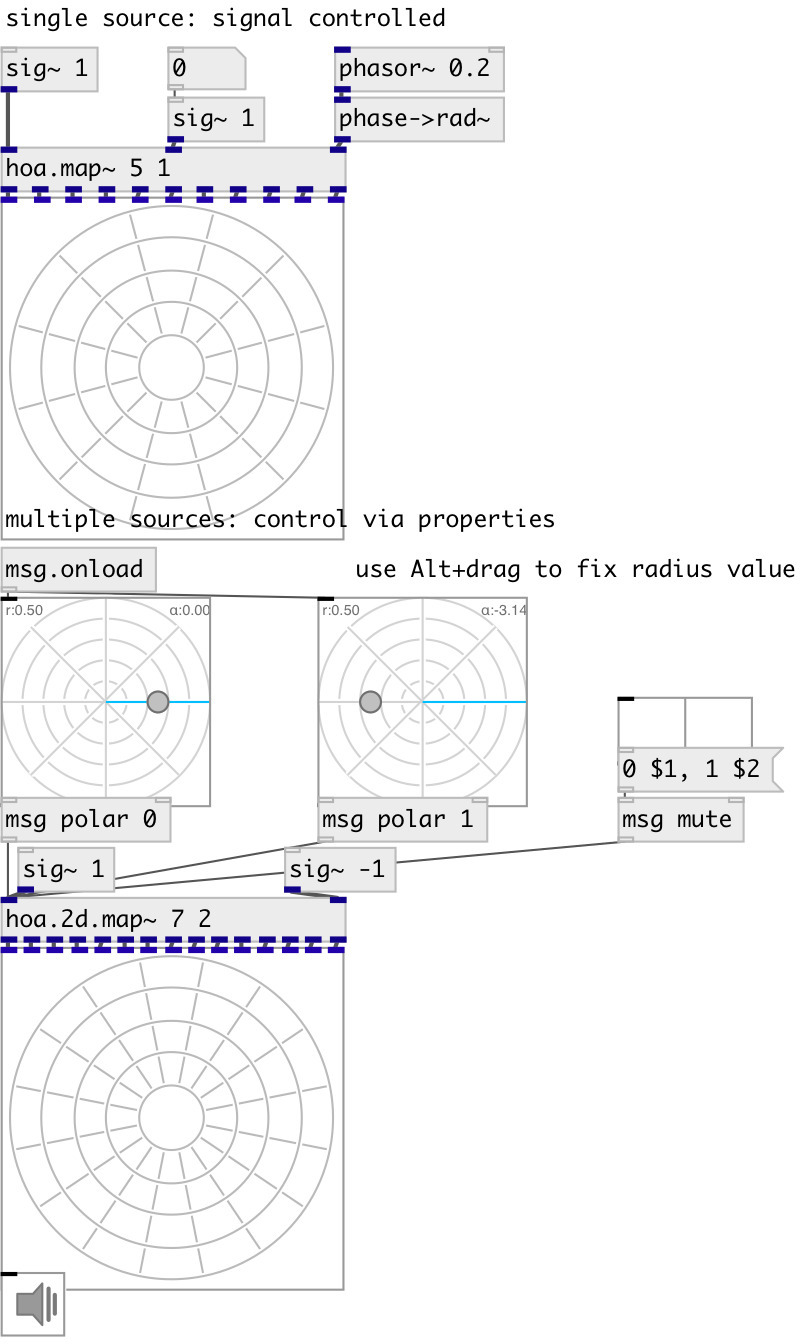 single source: signal controlled
sig~ 1
0
phasor~ 0.2
sig~ 1
phase->rad~
hoa.map~ 5 1
multiple sources: control via properties
msg.onload
use Alt+drag to fix radius value
r:0.50
α:0.00
r:0.50
α:-3.14
0 $1, 1 $2
msg polar 0
msg polar 1
msg mute
sig~ 1
sig~ -1
hoa.2d.map~ 7 2